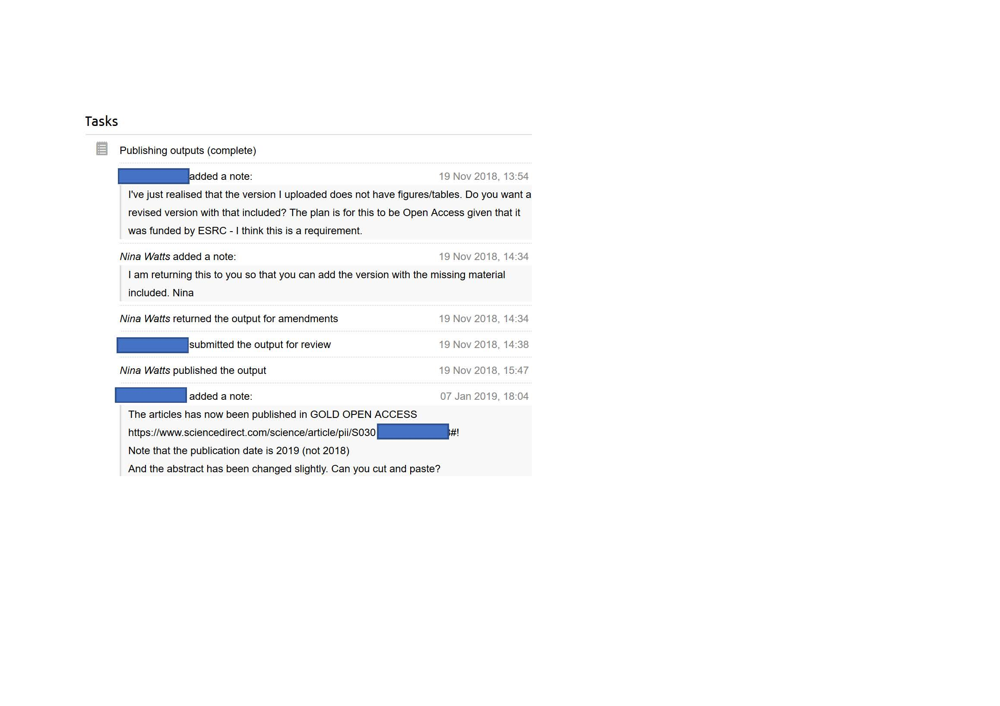 Tasks
Publishing outputs (complete)
added a note: 19 Nov 2018, 13:54
I've just realised that the version I uploaded does not have figures/tables. Do you want a
revised version with that included? The plan is for this to be Open Access given that it
was funded by ESRC - I think this is a requirement.
Nina Watts added a note: 19 Nov 2018, 14:34
I am returning this to you so that you can add the version with the missing material
included. Nina
Nina Watts returned the output for amendments 19 Nov 2018, 14:34
submitted the output for review 19 Nov 2018, 14:38
Nina Watts published the output 19 Nov 2018, 15:47
added a note: 07 Jan 2019, 18:04
The articles has now been published in GOLD OPEN ACCESS
https://www.sciencedirect.com/science/article/pii/S030 #!
Note that the publication date is 2019 (not 2018)
And the abstract has been changed slightly. Can you cut and paste?